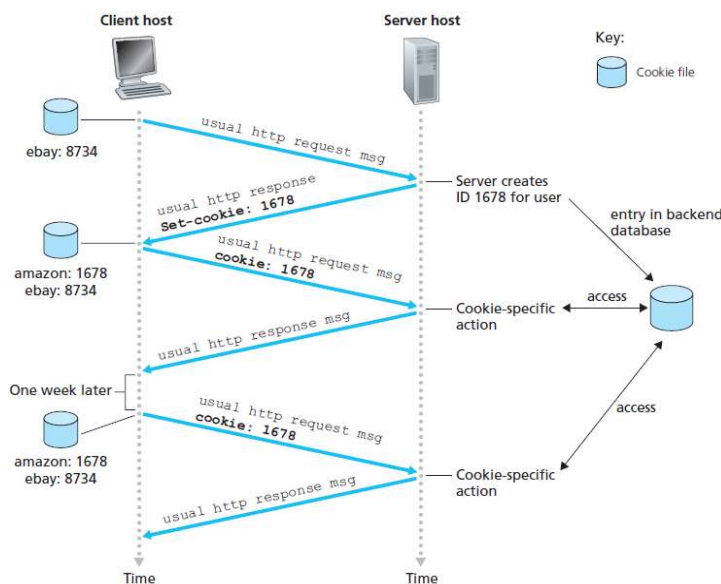 Client host
Server host
Key:
Cookie file
ebay: 8734
usual http request msg
Server creates
ID 1678 for user
usual http response
Set-cookie: 1678
entry in backend
database
amazon: 1678
ebay: 8734
usual http request msg
cookie: 1678
Cookie-specific
action
access
usual http response msg
One week later
access
amazon: 1678
ebay: 8734
usual http request msg
cookie: 1678
Cookie-specific
action
usual http response msg
Time
Time